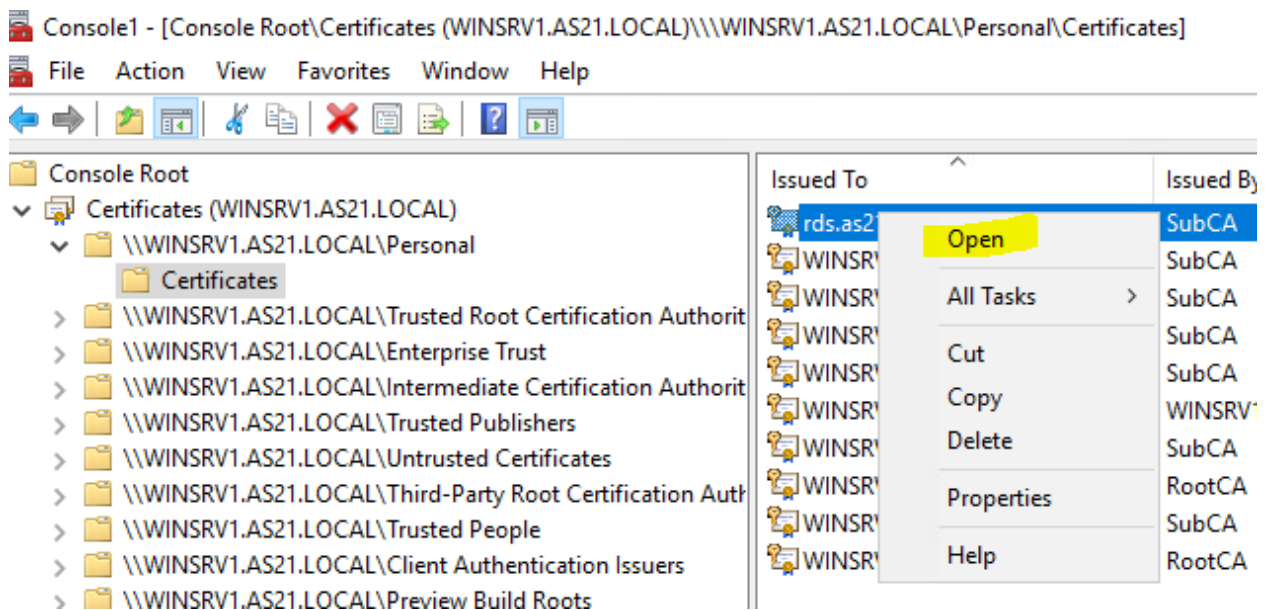 Console1 - [Console Root\Certificates (WINSRV1.AS21.LOCAL)\\\WINSRV1.AS21.LOCAL\Personal\Certificates]
File Action View Favorites Window Help
Console Root
Certificates (WINSRV1.AS21.LOCAL)
\\WINSRV1.AS21.LOCAL\Personal
Certificates
\\WINSRV1.AS21.LOCAL\Trusted Root Certification Authorit
\\WINSRV1.AS21.LOCAL\Enterprise Trust
\\WINSRV1.AS21.LOCAL\Intermediate Certification Authorit
\\WINSRV1.AS21.LOCAL\Trusted Publishers
\\WINSRV1.AS21.LOCAL\Untrusted Certificates
\\WINSRV1.AS21.LOCAL\Third-Party Root Certification Auth
\\WINSRV1.AS21.LOCAL\Trusted People
\\WINSRV1.AS21.LOCAL\Client Authentication Issuers
\\WINSRV1.AS21.LOCAL\Preview Build Roots
Issued To Issued By
rds.as2 SubCA
WINSRV SubCA
WINSRV SubCA
WINSRV SubCA
WINSRV SubCA
WINSRV WINSRV1
WINSRV SubCA
WINSRV RootCA
WINSRV SubCA
WINSRV RootCA
Open
All Tasks
Cut
Copy
Delete
Properties
Help